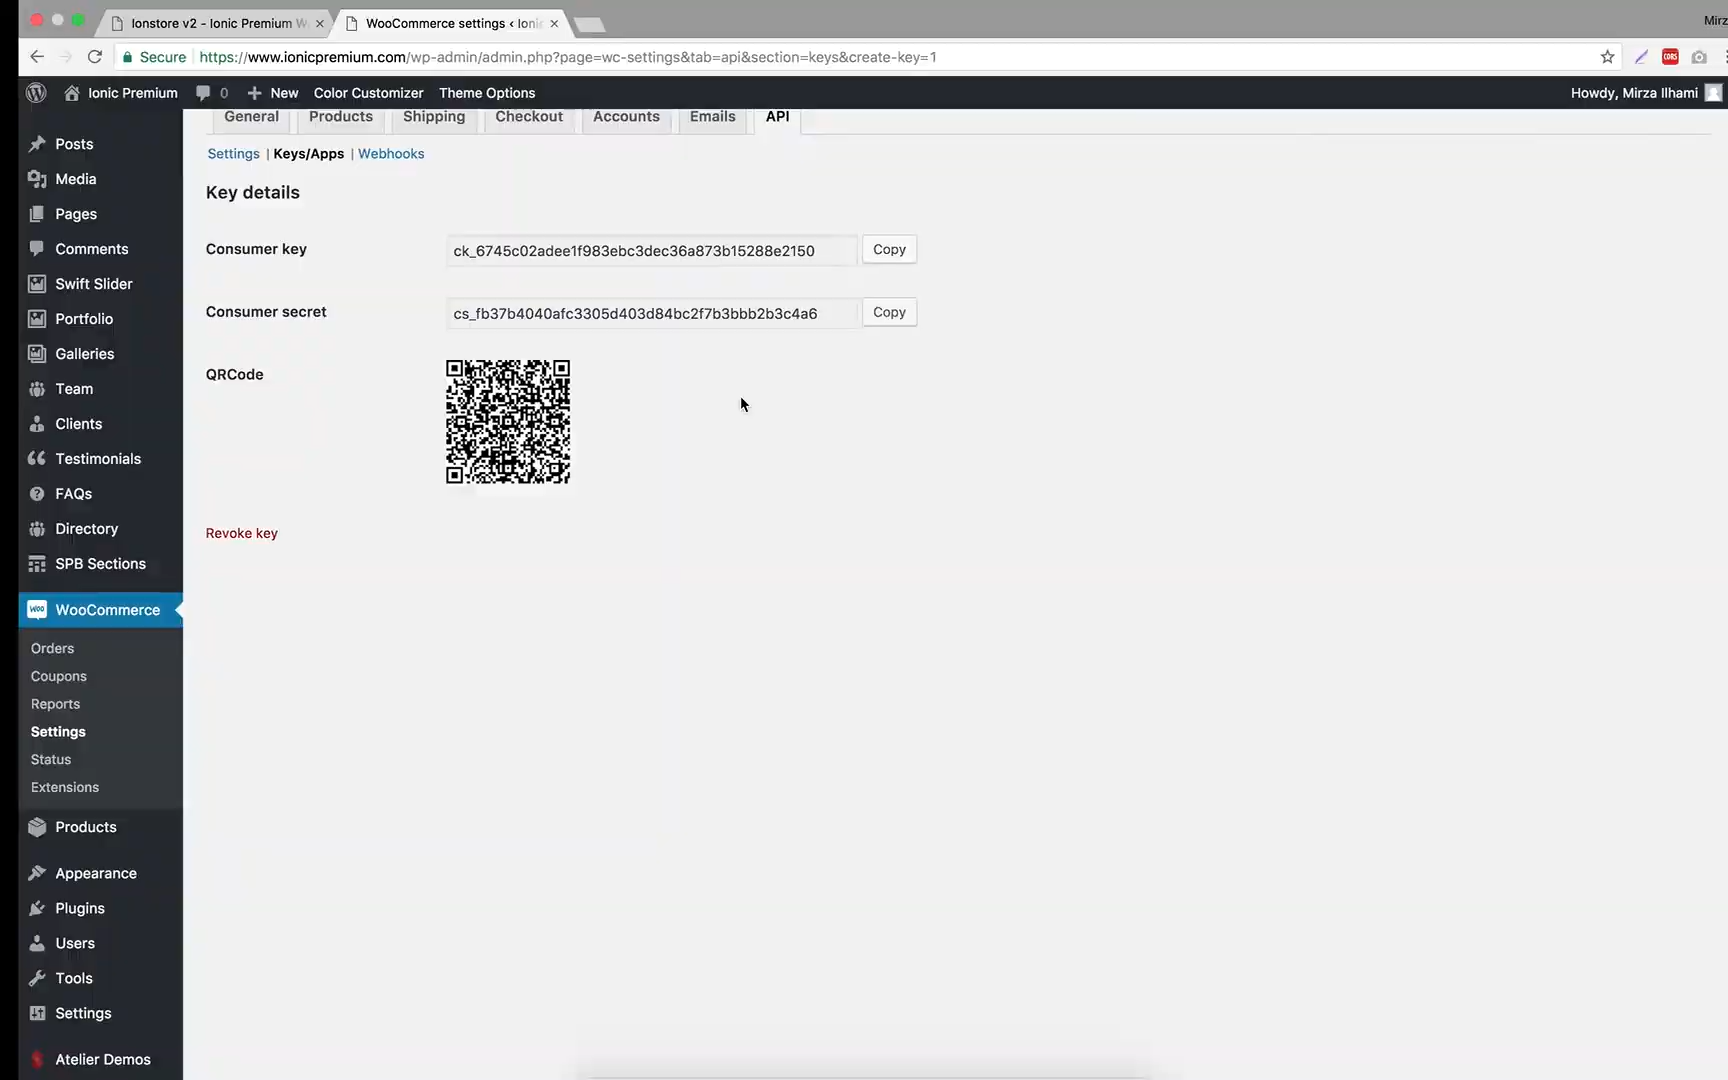 Ionstore v2 - Ionic Premium W
WooCommerce settings ‹ Ionic
Mirz
Secure https://www.ionicpremium.com/wp-admin/admin.php?page=wc-settings&tab=api&section=keys&create-key=1
CORS
Ionic Premium 0 New Color Customizer Theme Options
Howdy, Mirza Ilhami
General Products Shipping Checkout Accounts Emails API
Settings | Keys/Apps | Webhooks
Key details
Consumer key ck_6745c02adee1f983ebc3dec36a873b15288e2150 Copy
Consumer secret cs_fb37b4040afc3305d403d84bc2f7b3bbb2b3c4a6 Copy
QRCode
Revoke key
Posts
Media
Pages
Comments
Swift Slider
Portfolio
Galleries
Team
Clients
Testimonials
FAQs
Directory
SPB Sections
WooCommerce
Orders
Coupons
Reports
Settings
Status
Extensions
Products
Appearance
Plugins
Users
Tools
Settings
Atelier Demos